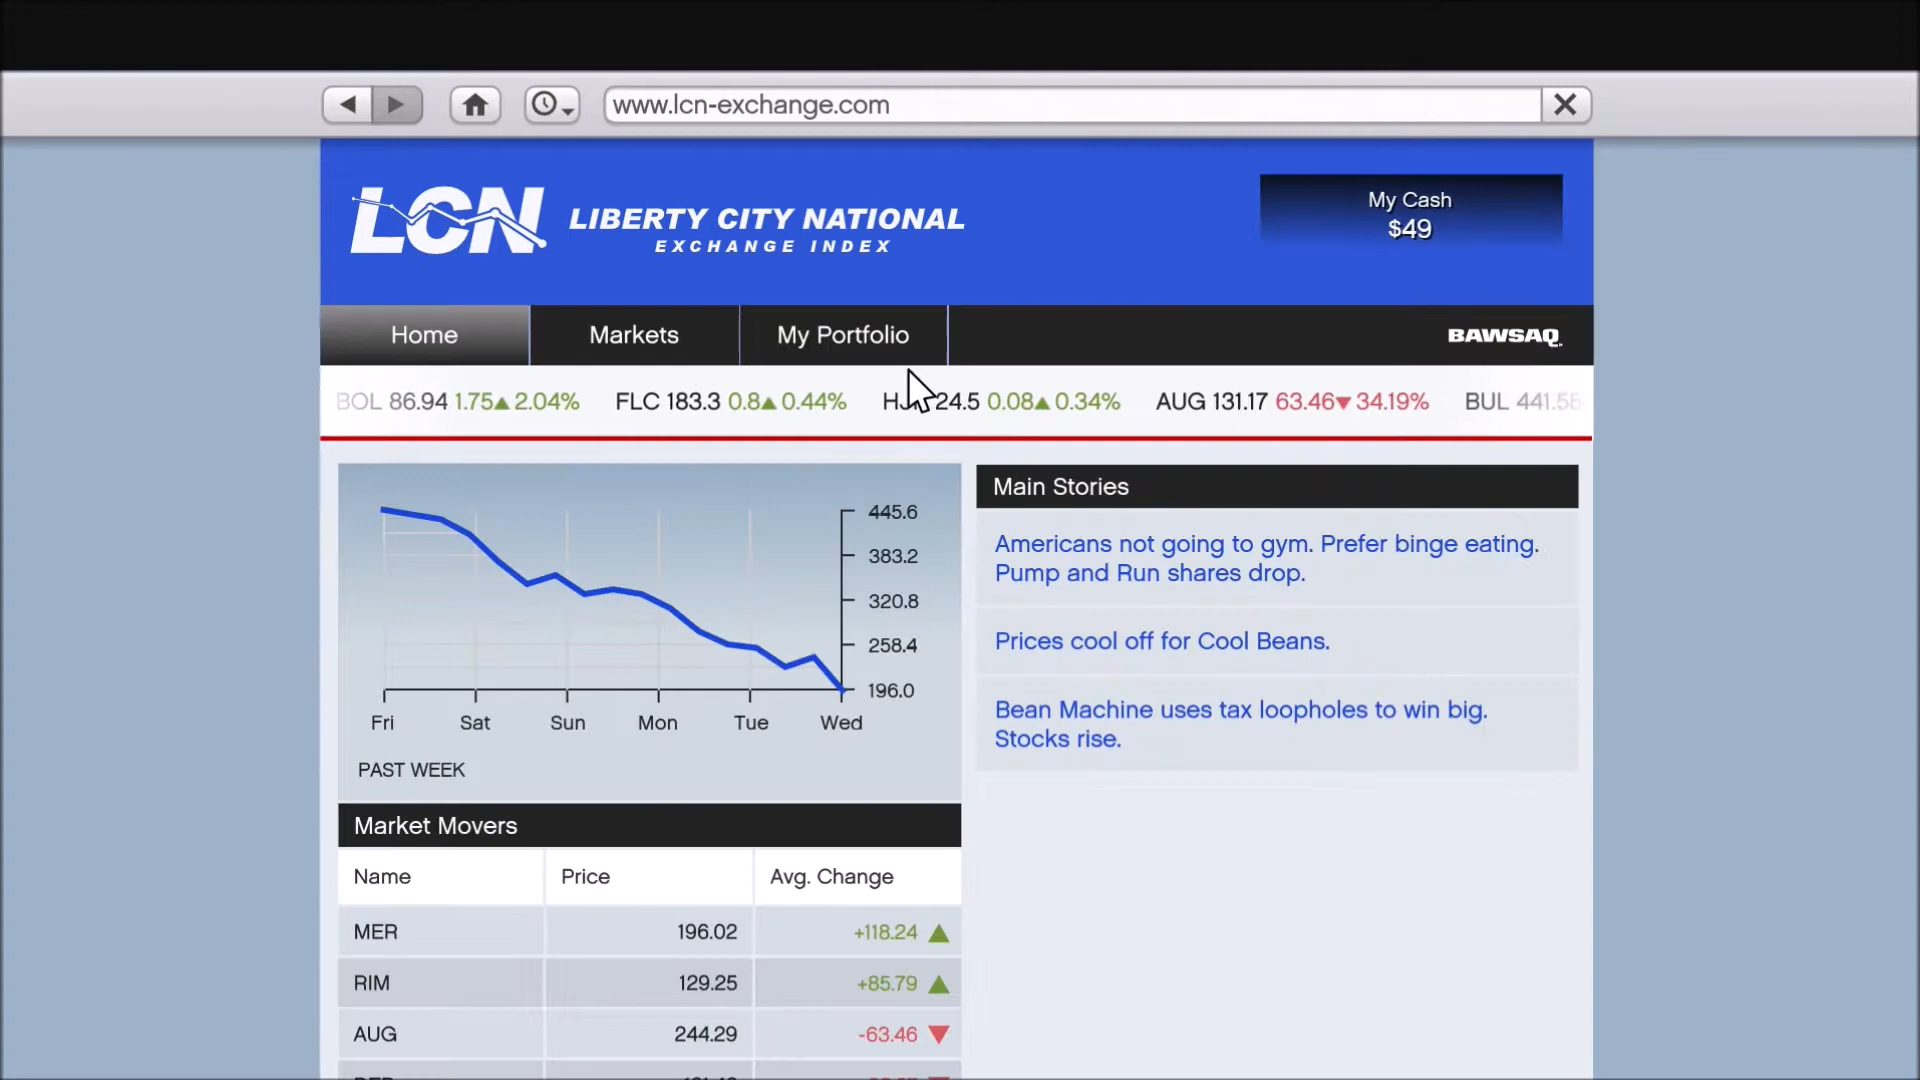 www.lcn-exchange.com
LCN
LIBERTY CITY NATIONAL
EXCHANGE INDEX
My Cash
$49
Home Markets My Portfolio BAWSAQ
BOL 86.94 1.75▲2.04% FLC 183.3 0.8▲0.44% 24.5 0.08▲0.34% AUG 131.17 63.46▼34.19% BUL 441.55
445.6
383.2
320.8
258.4
196.0
Fri Sat Sun Mon Tue Wed
PAST WEEK
Main Stories
Americans not going to gym. Prefer binge eating.
Pump and Run shares drop.
Prices cool off for Cool Beans.
Bean Machine uses tax loopholes to win big.
Stocks rise.
Market Movers
Name Price Avg. Change
MER 196.02 +118.24 ▲
RIM 129.25 +85.79 ▲
AUG 244.29 -63.46 ▼